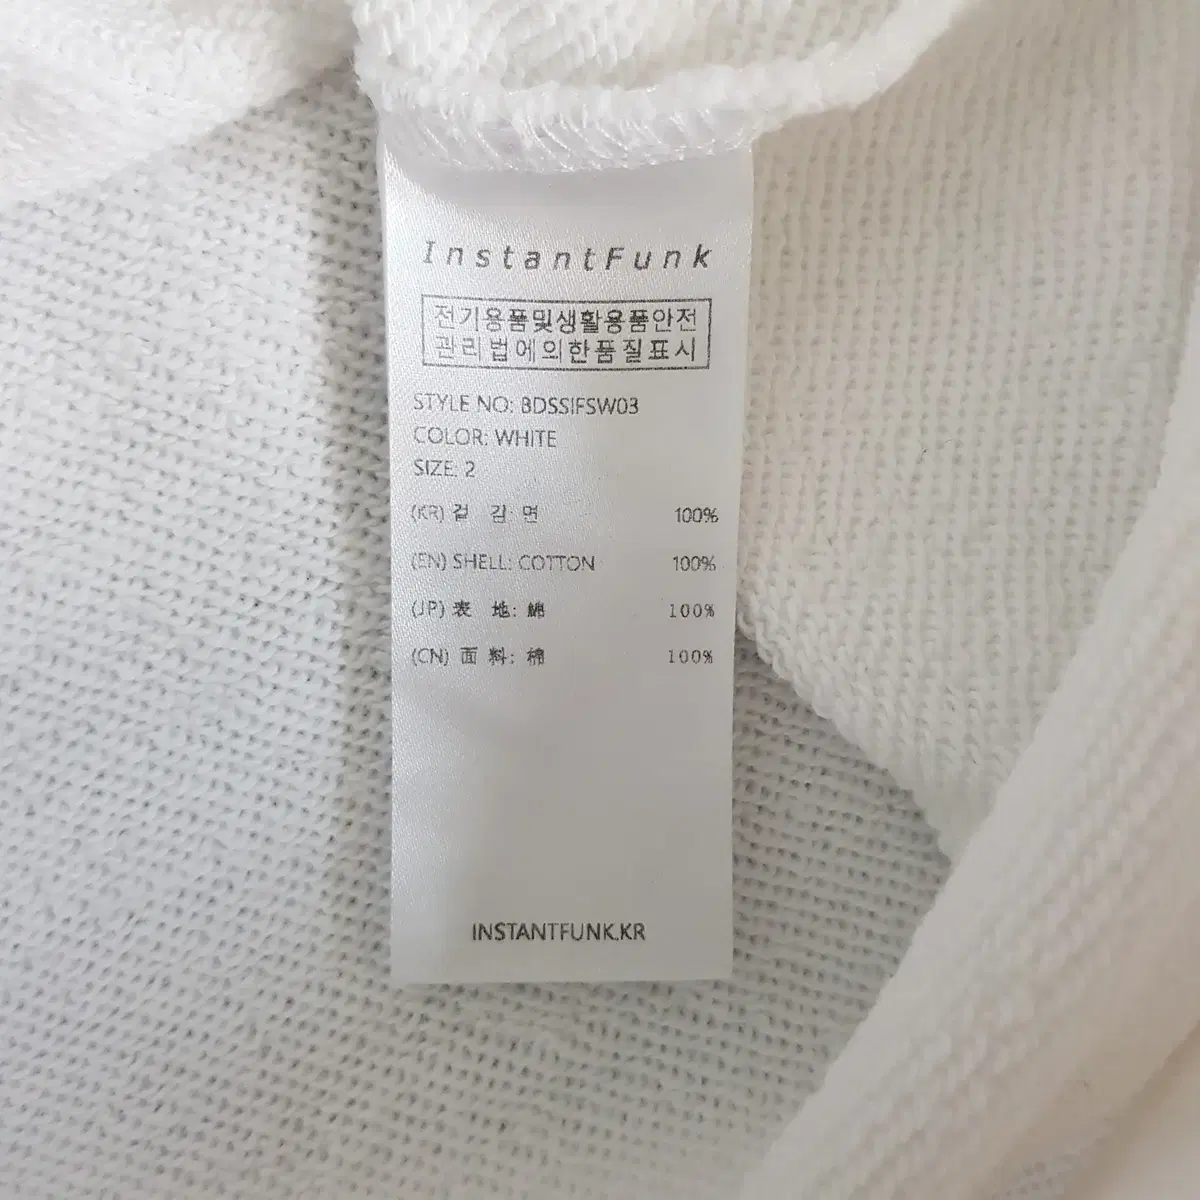 InstantFunk
전기용품및생활용품안전
관리법에의한품질표시
STYLE NO: BDSSIFSW03
COLOR: WHITE
SIZE: 2
(KR) 겉 감: 면 100%
(EN) SHELL: COTTON 100%
(JP) 表 地: 綿 100%
(CN) 面 料: 棉 100%
INSTANTFUNK.KR